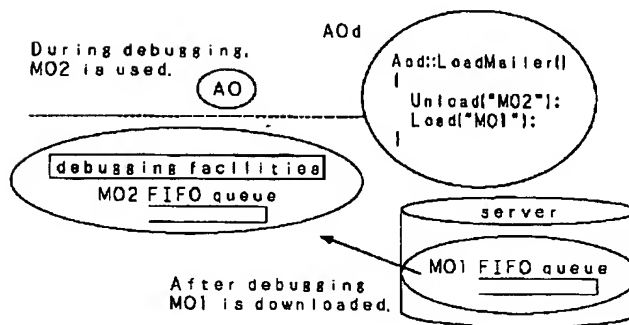 During debugging,
MO2 is used.
AO
AOd
Aod::LoadMailer()
{
Unload("MO2"):
Load("MO1"):
}
debugging facilities
MO2 FIFO queue
server
MO1 FIFO queue
After debugging
MO1 is downloaded.